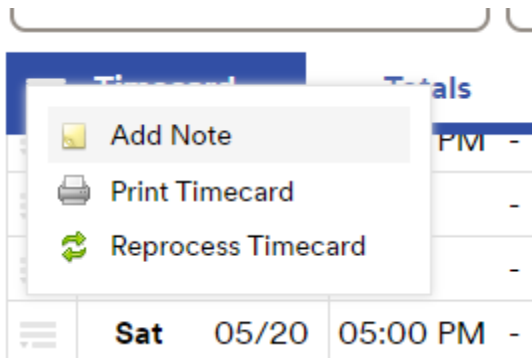 Timecard Totals
Add Note PM -
Print Timecard -
Reprocess Timecard -
Sat 05/20 05:00 PM -